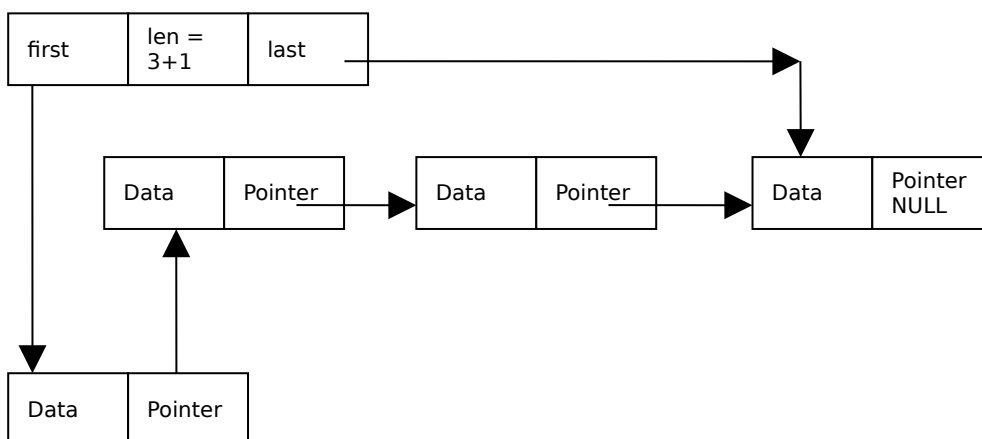 first
len =
3+1
last
Data
Pointer
Data
Pointer
Data
Pointer
NULL
Data
Pointer